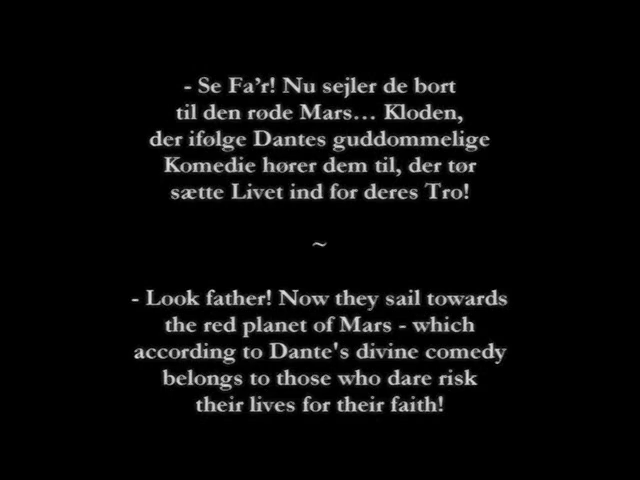 - Se Fa’r! Nu sejler de bort
til den røde Mars… Kloden,
der ifølge Dantes guddommelige
Komedie hører dem til, der tør
sætte Livet ind for deres Tro!
~
- Look father! Now they sail towards
the red planet of Mars - which
according to Dante's divine comedy
belongs to those who dare risk
their lives for their faith!